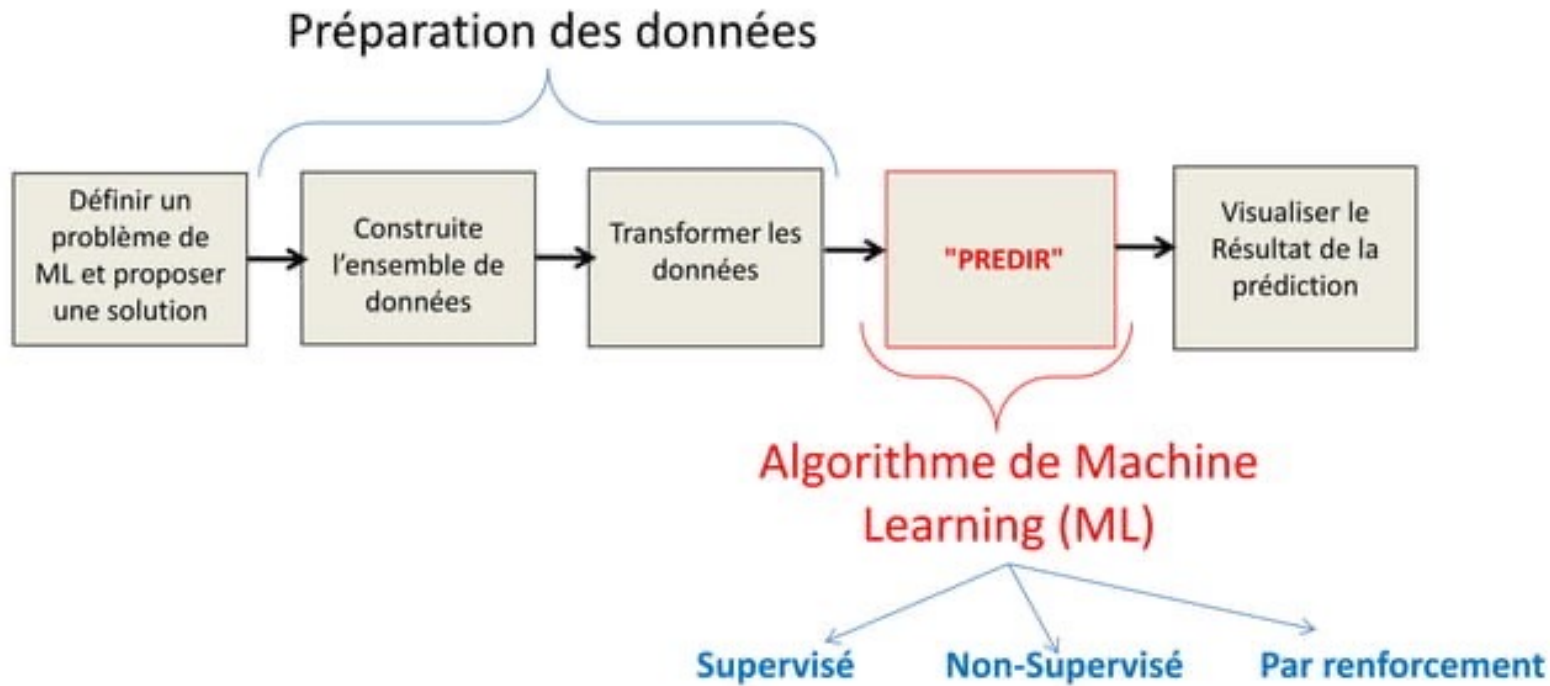 Préparation des données
Définir un
problème de
ML et proposer
une solution
Construite
l'ensemble de
données
Transformer les
données
"PREDIR"
Visualiser le
Résultat de la
prédiction
Algorithme de Machine
Learning (ML)
Supervisé
Non-Supervisé
Par renforcement